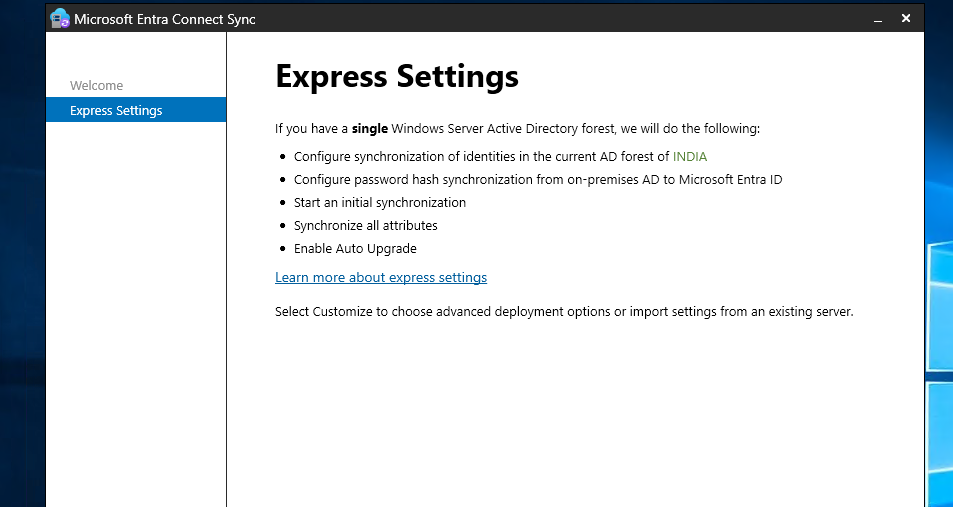 Microsoft Entra Connect Sync
Welcome
Express Settings
Express Settings
If you have a single Windows Server Active Directory forest, we will do the following:
• Configure synchronization of identities in the current AD forest of INDIA
• Configure password hash synchronization from on-premises AD to Microsoft Entra ID
• Start an initial synchronization
• Synchronize all attributes
• Enable Auto Upgrade
Learn more about express settings
Select Customize to choose advanced deployment options or import settings from an existing server.